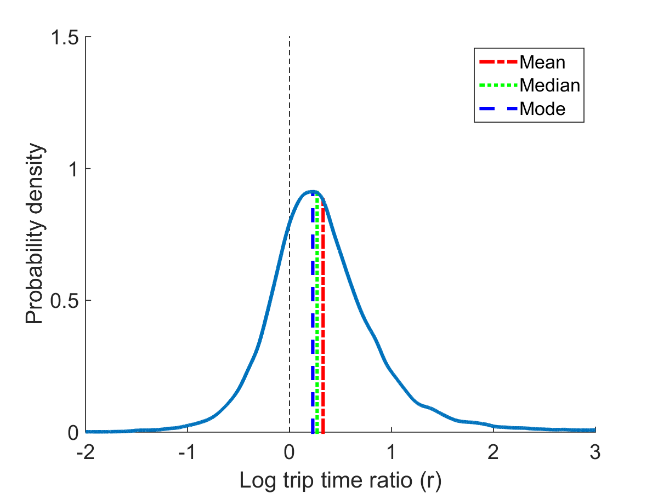 1.5
1
0.5
0
-2
-1
0
1
2
3
Probability density
Log trip time ratio (r)
Mean
Median
Mode